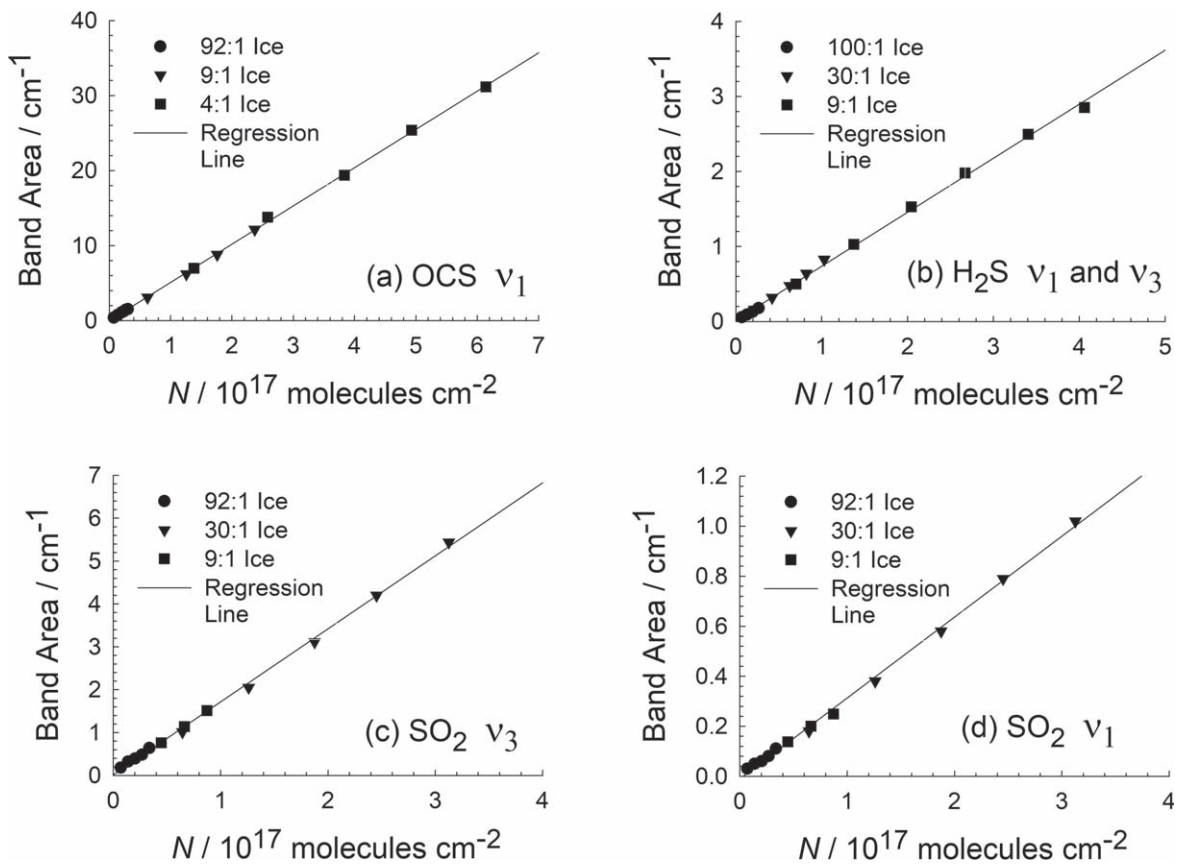 Band Area / cm-1
40
30
20
10
0
92:1 Ice
9:1 Ice
4:1 Ice
Regression
Line
(a) OCS ν1
0 1 2 3 4 5 6 7
N / 10^17 molecules cm-2
Band Area / cm-1
4
3
2
1
0
100:1 Ice
30:1 Ice
9:1 Ice
Regression
Line
(b) H2S ν1 and ν3
0 1 2 3 4 5
N / 10^17 molecules cm-2
Band Area / cm-1
7
6
5
4
3
2
1
0
92:1 Ice
30:1 Ice
9:1 Ice
Regression
Line
(c) SO2 ν3
0 1 2 3 4
N / 10^17 molecules cm-2
Band Area / cm-1
1.2
1.0
0.8
0.6
0.4
0.2
0.0
92:1 Ice
30:1 Ice
9:1 Ice
Regression
Line
(d) SO2 ν1
0 1 2 3 4
N / 10^17 molecules cm-2